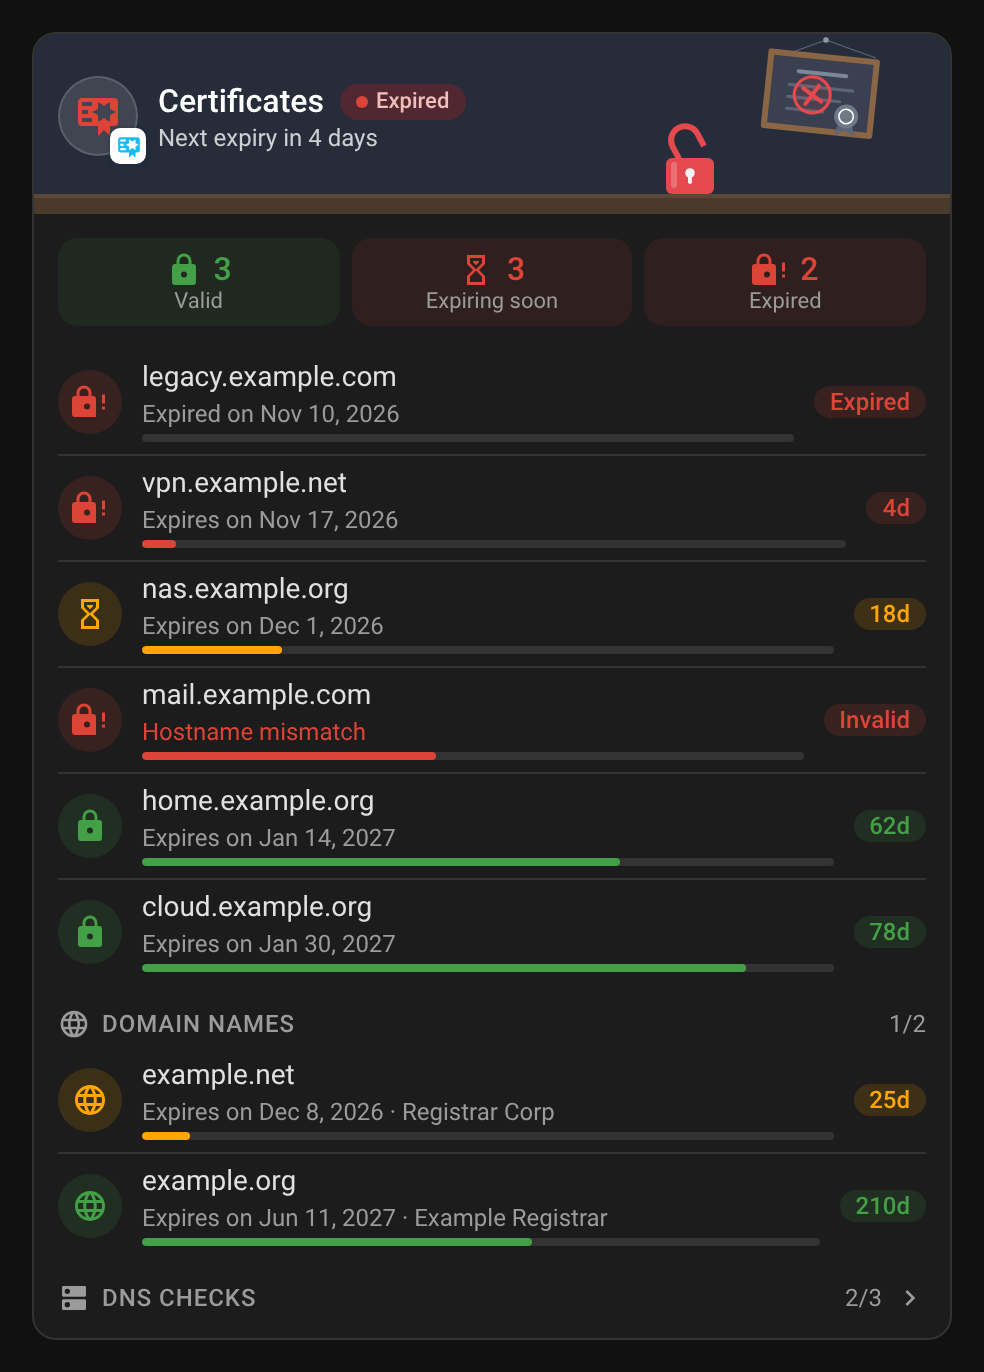 Certificates
Expired
Next expiry in 4 days
3
Valid
3
Expiring soon
2
Expired
legacy.example.com
Expired on Nov 10, 2026
Expired
vpn.example.net
Expires on Nov 17, 2026
4d
nas.example.org
Expires on Dec 1, 2026
18d
mail.example.com
Hostname mismatch
Invalid
home.example.org
Expires on Jan 14, 2027
62d
cloud.example.org
Expires on Jan 30, 2027
78d
DOMAIN NAMES
1/2
example.net
Expires on Dec 8, 2026 · Registrar Corp
25d
example.org
Expires on Jun 11, 2027 · Example Registrar
210d
DNS CHECKS
2/3